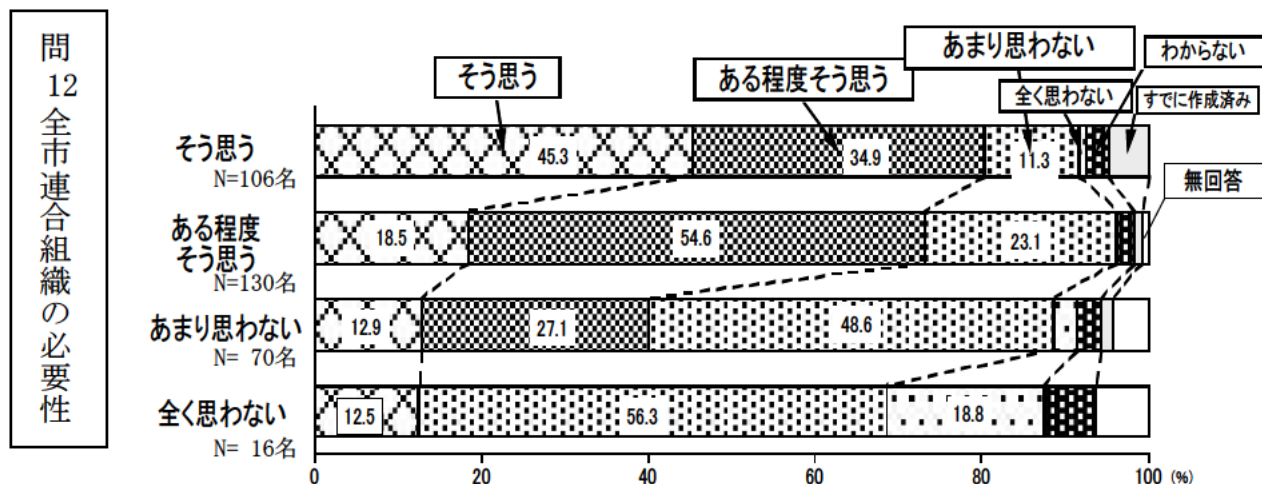 問12全市連合組織の必要性
そう思う
ある程度そう思う
あまり思わない
全く思わない
わからない
すでに作成済み
無回答
そう思う
N=106名
45.3
34.9
11.3
ある程度
そう思う
N=130名
18.5
54.6
23.1
あまり思わない
N= 70名
12.9
27.1
48.6
全く思わない
N= 16名
12.5
56.3
18.8
0 20 40 60 80 100 (%)